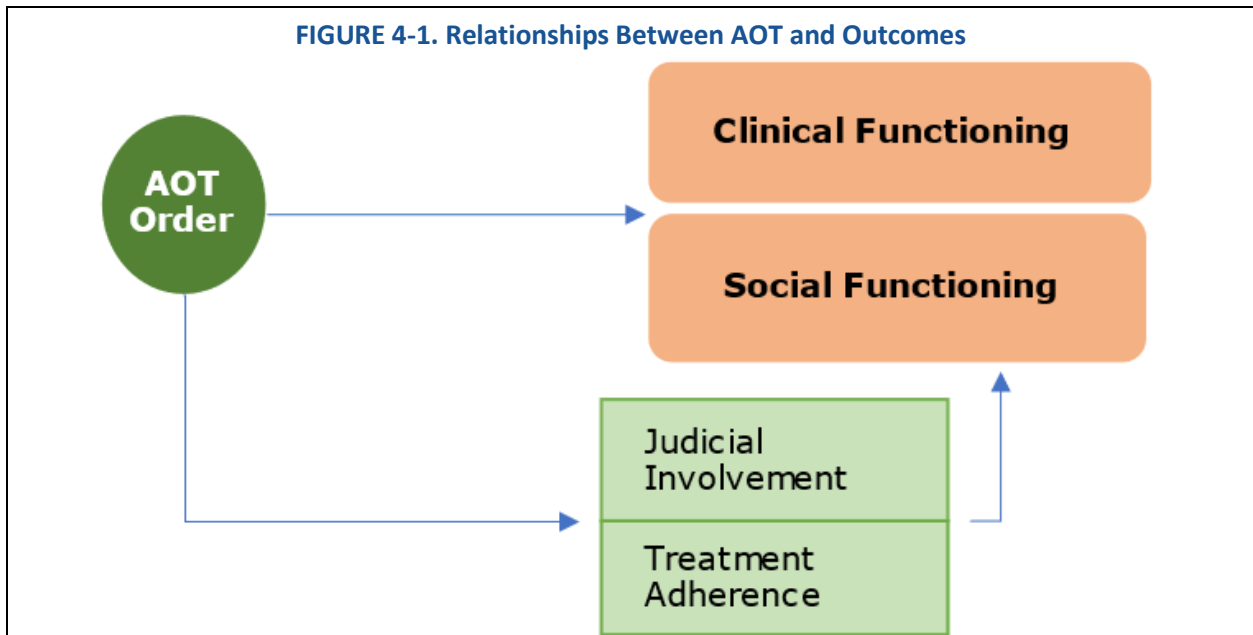 FIGURE 4-1. Relationships Between AOT and Outcomes
Clinical Functioning
AOT
Order
Social Functioning
Judicial
Involvement
Treatment
Adherence